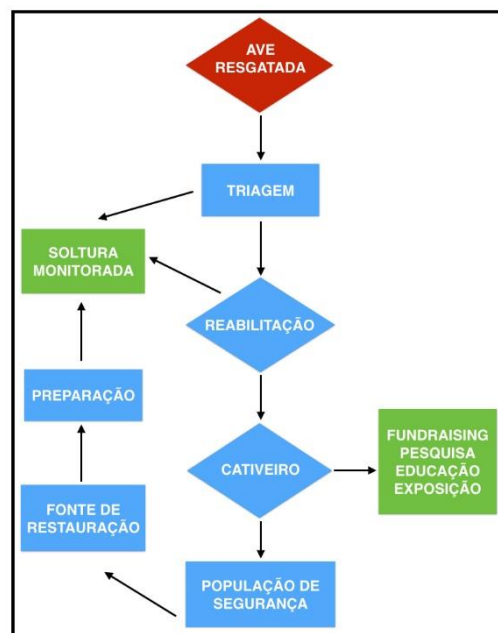 AVE
RESGATADA
TRIAGEM
SOLTURA
MONITORADA
REABILITAÇÃO
PREPARAÇÃO
CATIVEIRO
FUNDRAISING
PESQUISA
EDUCAÇÃO
EXPOSIÇÃO
FONTE DE
RESTAURAÇÃO
POPULAÇÃO DE
SEGURANÇA